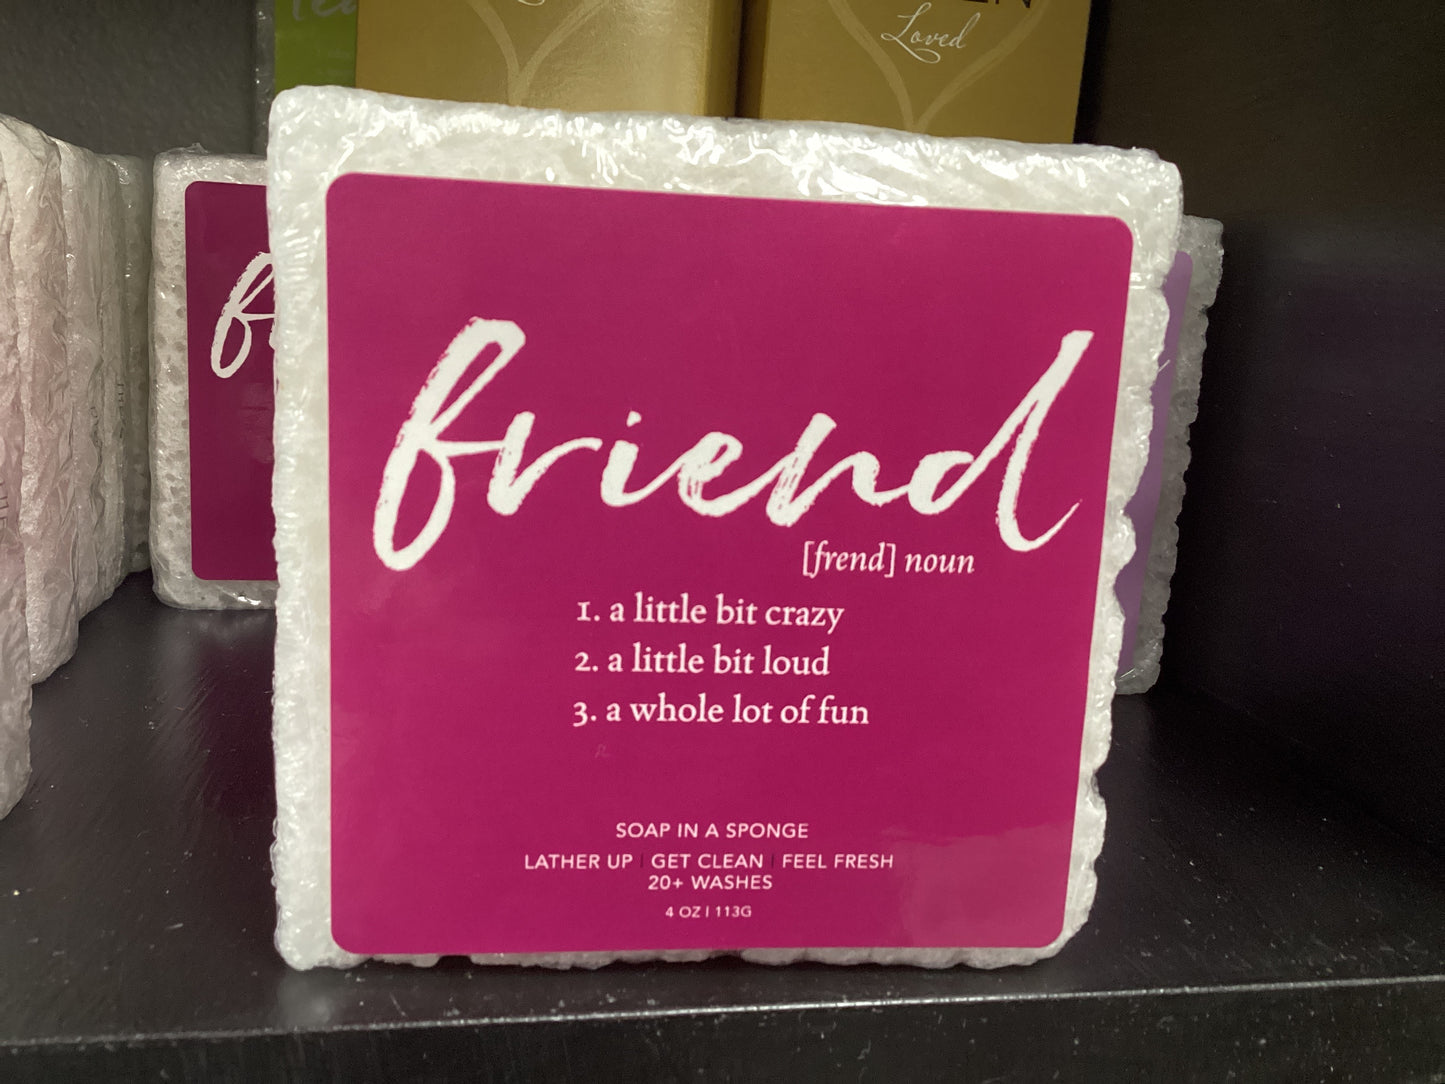 Loved
friend
[frend] noun
1. a little bit crazy
2. a little bit loud
3. a whole lot of fun
SOAP IN A SPONGE
LATHER UP | GET CLEAN | FEEL FRESH
20+ WASHES
4 OZ | 113G